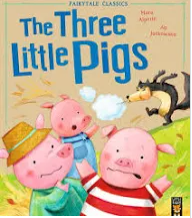 FAIRYTALE CLASSICS
The Three
Little Pigs